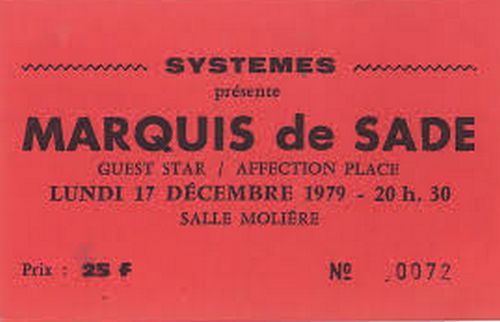 SYSTEMES
présente
MARQUIS de SADE
GUEST STAR / AFFECTION PLACE
LUNDI 17 DÉCEMBRE 1979 - 20 h. 30
SALLE MOLIÈRE
Prix : 25 F Nº 0072